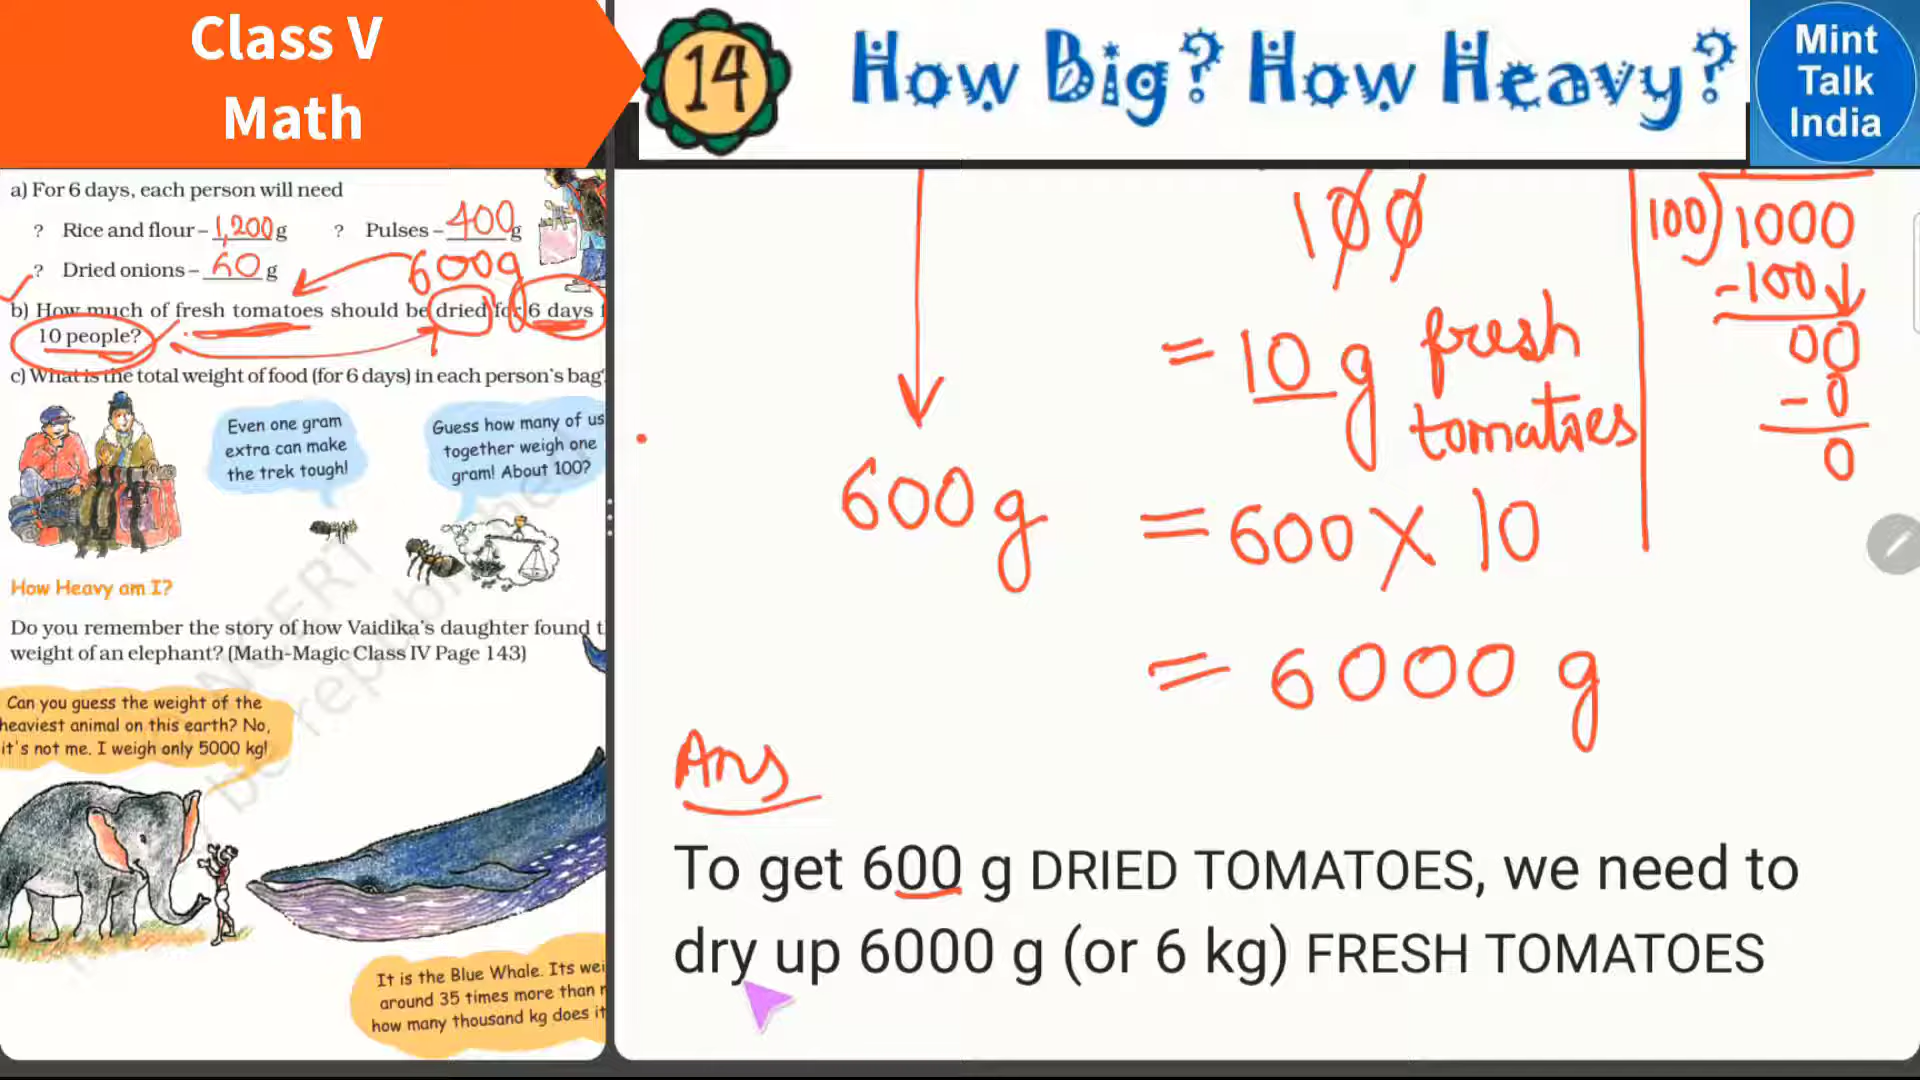 Class V
Math
14 How Big? How Heavy?
Mint
Talk
India
a) For 6 days, each person will need
? Rice and flour – 1,200 g ? Pulses – 400 g
? Dried onions – 60 g 600g
b) How much of fresh tomatoes should be dried for 6 days
10 people?
c) What is the total weight of food (for 6 days) in each person's bag?
Even one gram
extra can make
the trek tough!
Guess how many of us
together weigh one
gram! About 100?
How Heavy am I?
Do you remember the story of how Vaidika's daughter found
weight of an elephant? (Math-Magic Class IV Page 143)
Can you guess the weight of the
heaviest animal on this earth? No,
it's not me. I weigh only 5000 kg!
It is the Blue Whale. Its
around 35 times more than
how many thousand kg does
100
= 10 g fresh
tomatoes
600 g = 600 X 10
= 6000 g
100)1000
-100
00
- 0
0
Ans
To get 600 g DRIED TOMATOES, we need to
dry up 6000 g (or 6 kg) FRESH TOMATOES